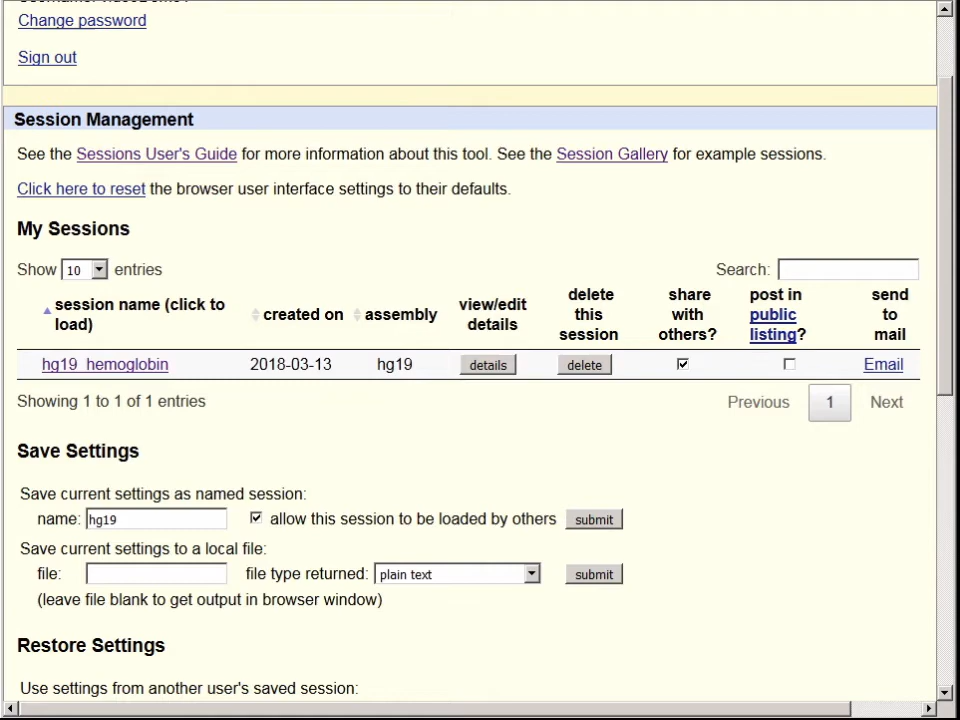 Change password
Sign out
Session Management
See the Sessions User's Guide for more information about this tool. See the Session Gallery for example sessions.
Click here to reset the browser user interface settings to their defaults.
My Sessions
Show 10 entries Search:
session name (click to load) created on assembly view/edit details delete this session share with others? post in public listing? send to mail
hg19_hemoglobin 2018-03-13 hg19 details delete Email
Showing 1 to 1 of 1 entries Previous 1 Next
Save Settings
Save current settings as named session:
name: hg19 allow this session to be loaded by others submit
Save current settings to a local file:
file: file type returned: plain text submit
(leave file blank to get output in browser window)
Restore Settings
Use settings from another user's saved session: